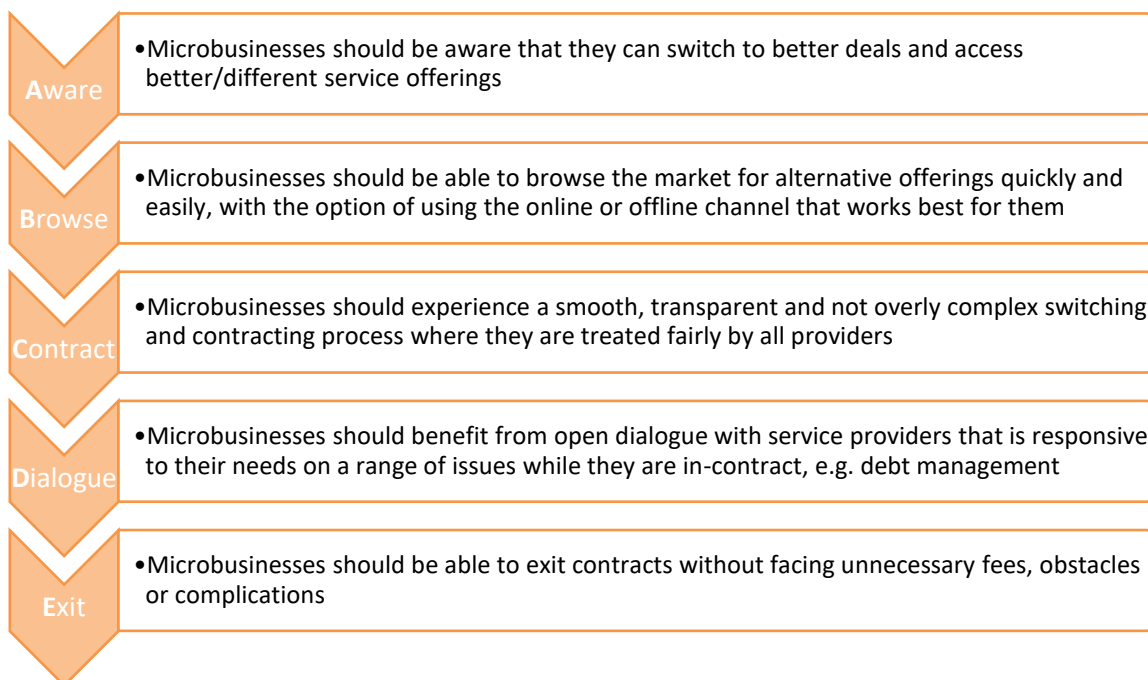 Aware
•Microbusinesses should be aware that they can switch to better deals and access
better/different service offerings
Browse
•Microbusinesses should be able to browse the market for alternative offerings quickly and
easily, with the option of using the online or offline channel that works best for them
Contract
•Microbusinesses should experience a smooth, transparent and not overly complex switching
and contracting process where they are treated fairly by all providers
Dialogue
•Microbusinesses should benefit from open dialogue with service providers that is responsive
to their needs on a range of issues while they are in-contract, e.g. debt management
Exit
•Microbusinesses should be able to exit contracts without facing unnecessary fees, obstacles
or complications